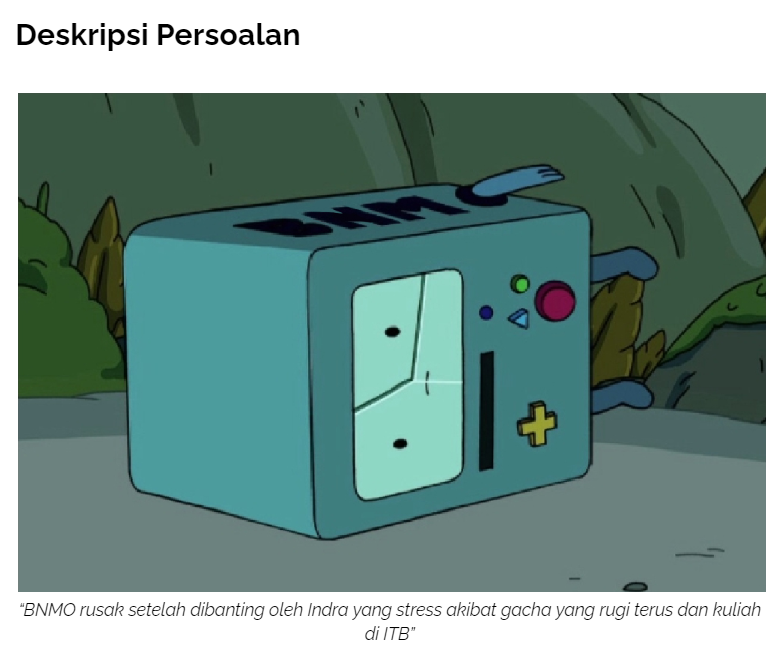 Deskripsi Persoalan
BNMO
“BNMO rusak setelah dibanting oleh Indra yang stress akibat gacha yang rugi terus dan kuliah
di ITB”